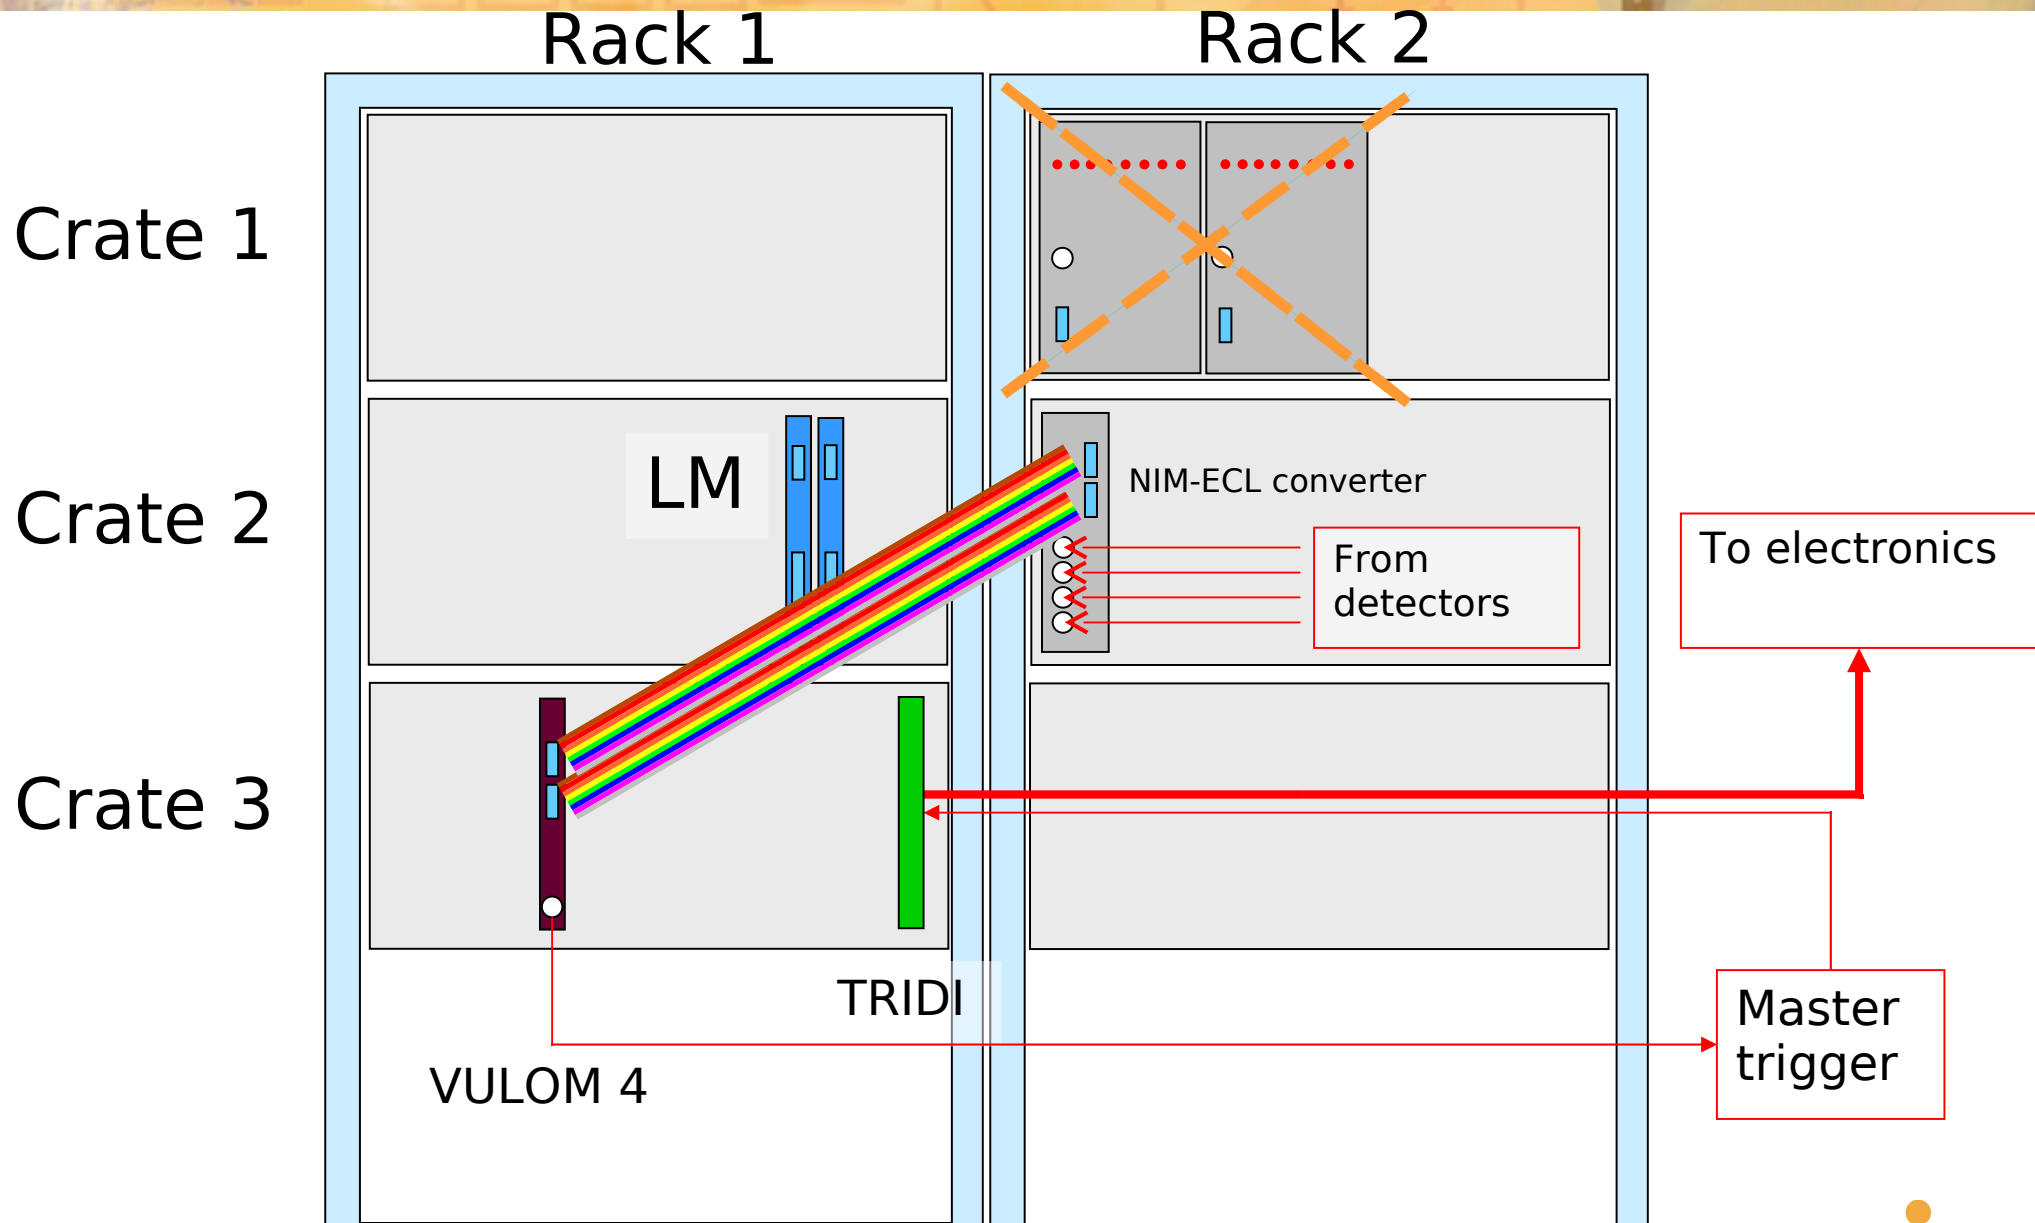 Rack 1
Rack 2
Crate 1
Crate 2
LM
NIM-ECL converter
From
detectors
To electronics
Crate 3
TRIDI
Master
trigger
VULOM 4